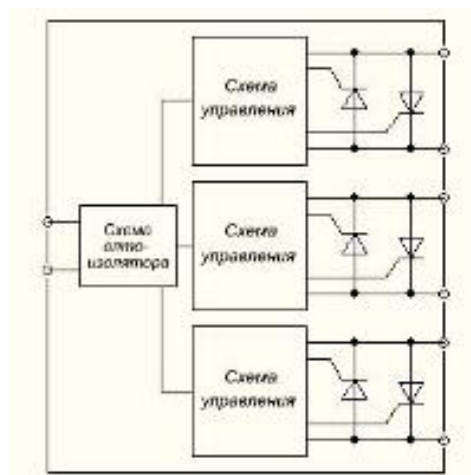 Схема
управления
Схема
опто-
изолятора
Схема
управления
Схема
управления